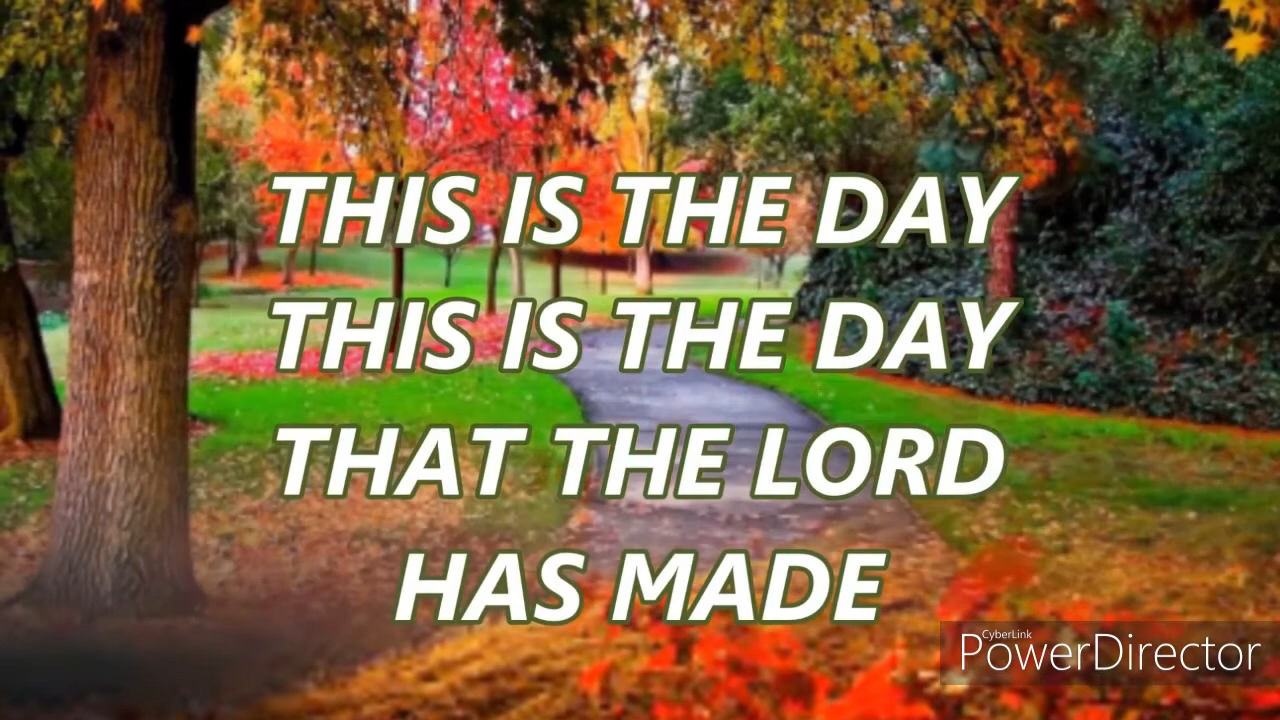 THIS IS THE DAY
THIS IS THE DAY
THAT THE LORD
HAS MADE
CyberLink
PowerDirector